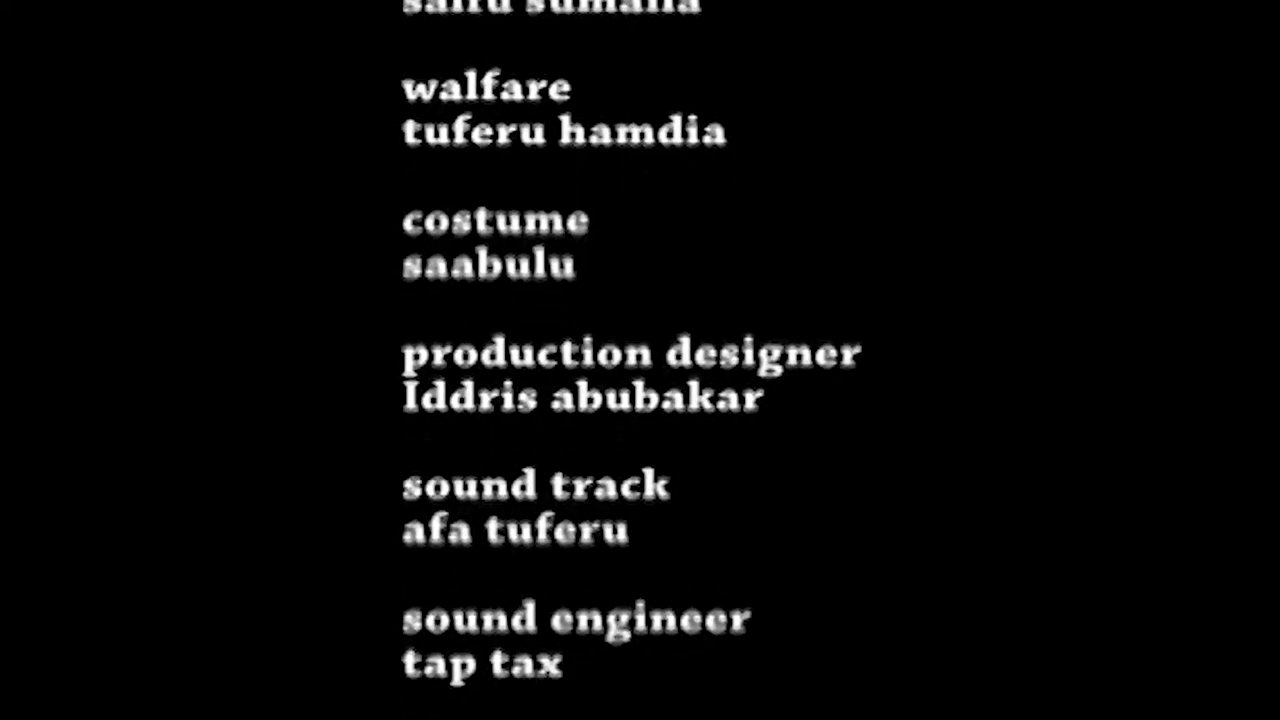 walfare
tuferu hamdia
costume
saabulu
production designer
Iddris abubakar
sound track
afa tuferu
sound engineer
tap tax